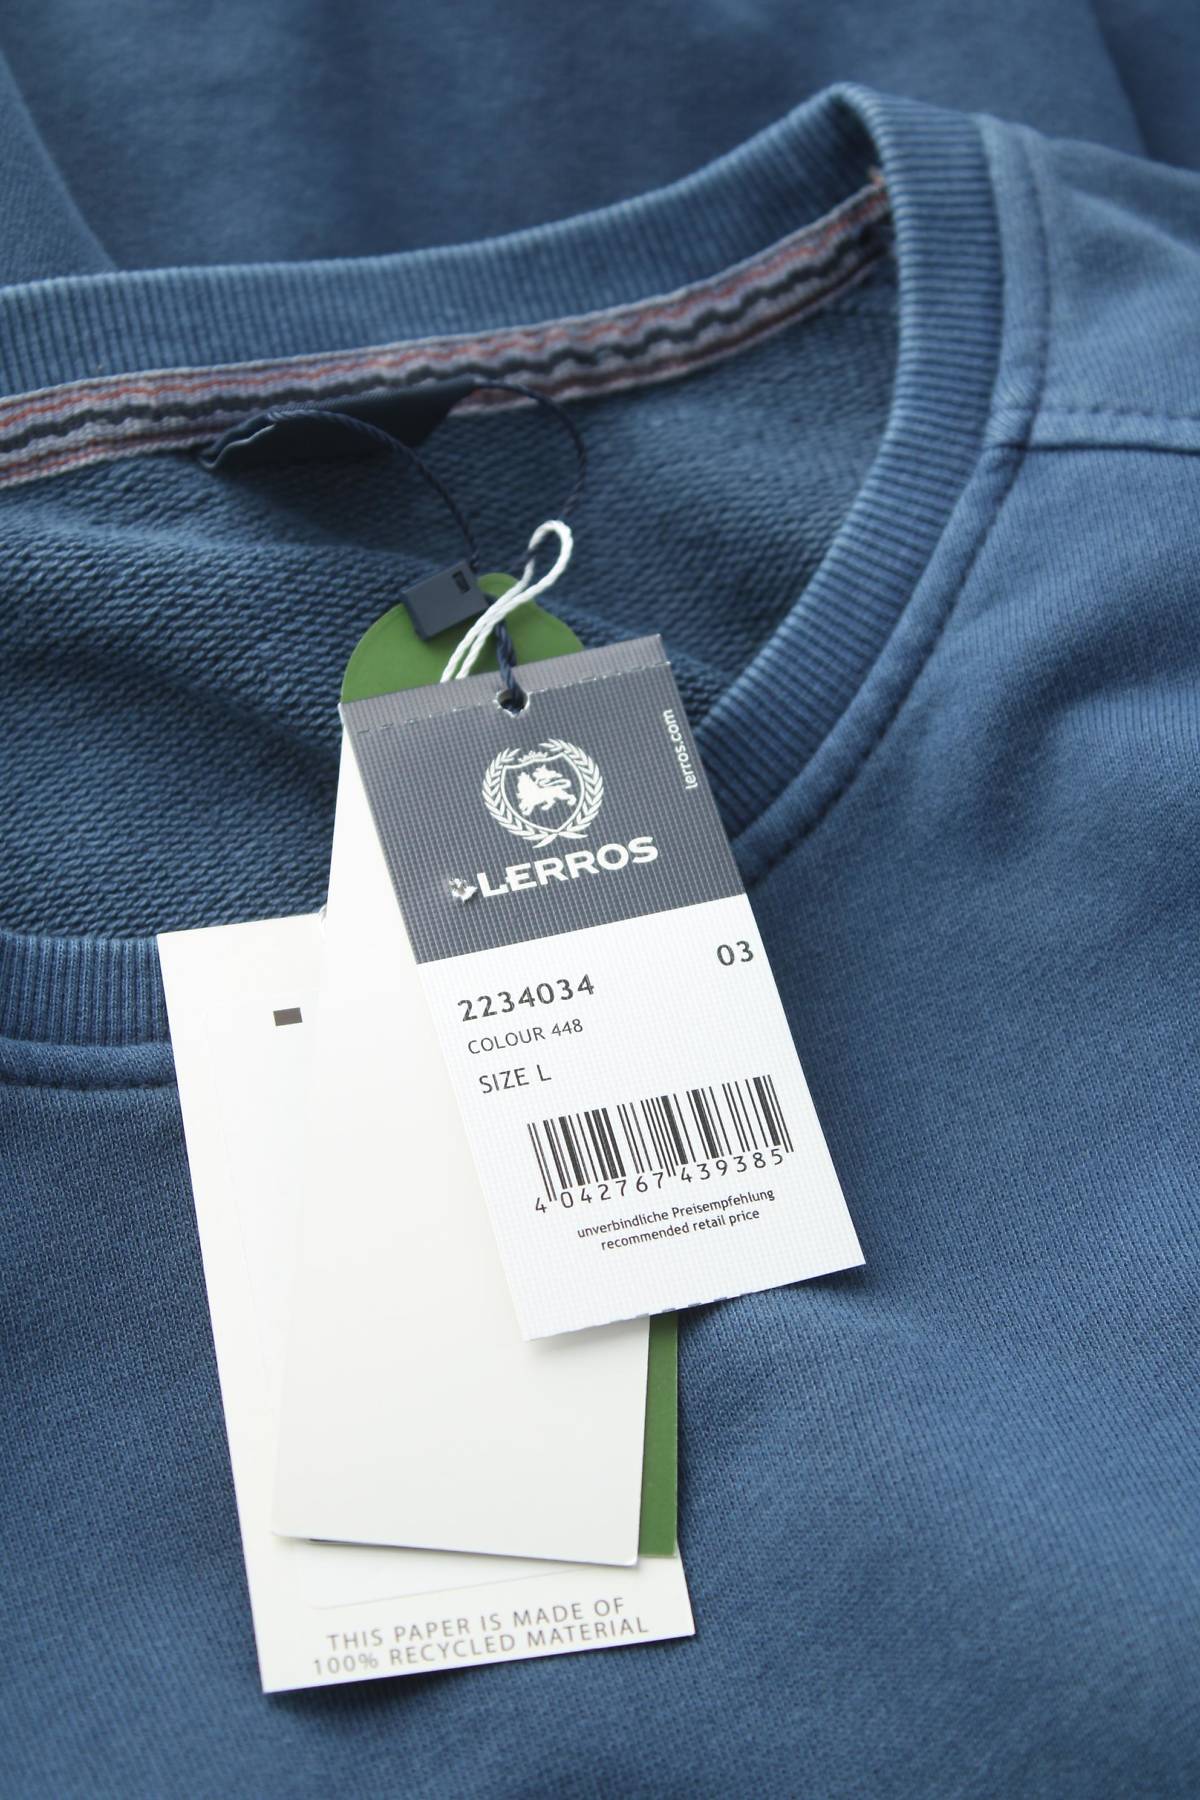 lerros.com
LERROS
03
2234034
COLOUR 448
SIZE L
4 042767 439385
unverbindliche Preisempfehlung
recommended retail price
THIS PAPER IS MADE OF
100% RECYCLED MATERIAL